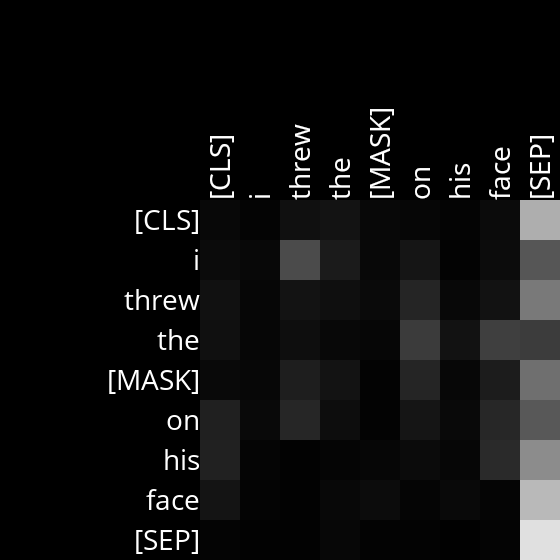 [CLS] i threw the [MASK] on his face [SEP]
[CLS]
i
threw
the
[MASK]
on
his
face
[SEP]